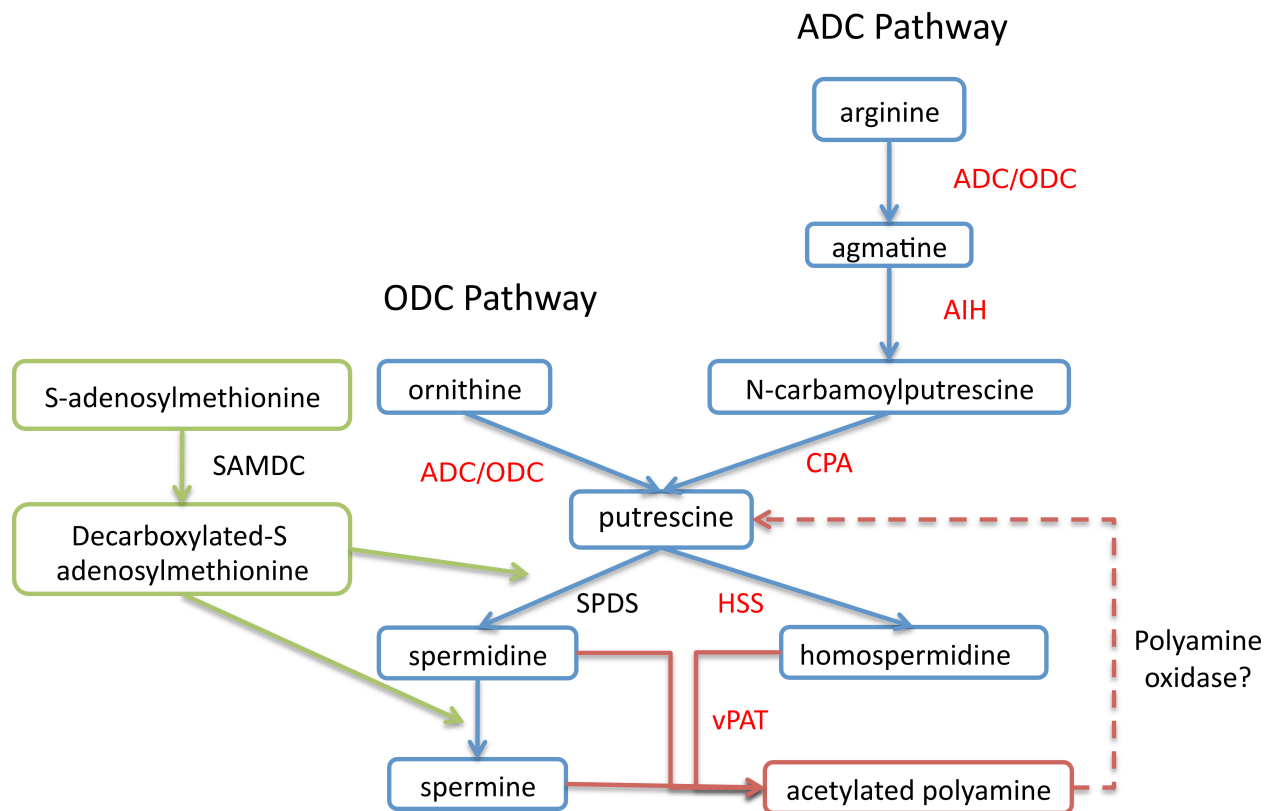 ADC Pathway
arginine
ADC/ODC
agmatine
ODC Pathway
AIH
S-adenosylmethionine
ornithine
N-carbamoylputrescine
SAMDC
ADC/ODC
CPA
Decarboxylated-S
adenosylmethionine
putrescine
SPDS
HSS
spermidine
homospermidine
Polyamine
oxidase?
vPAT
spermine
acetylated polyamine